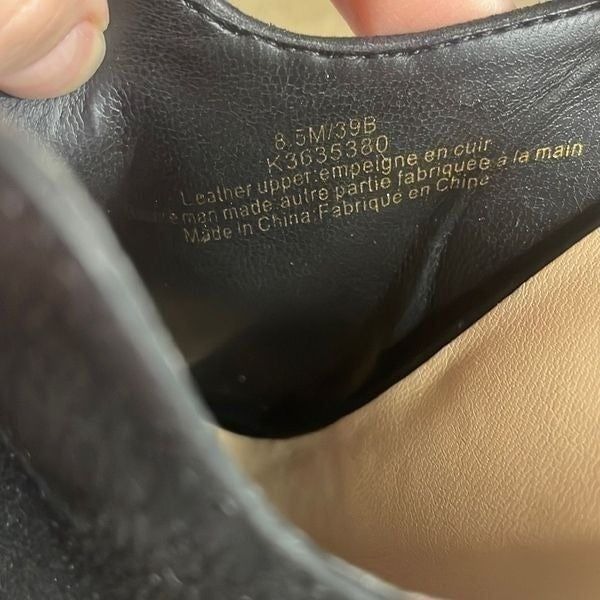 8.5M/39B
K3635380
Leather upper:empeigne en cuir
man made autre partie fabriquée à la main
Made in China:Fabriqué en Chine